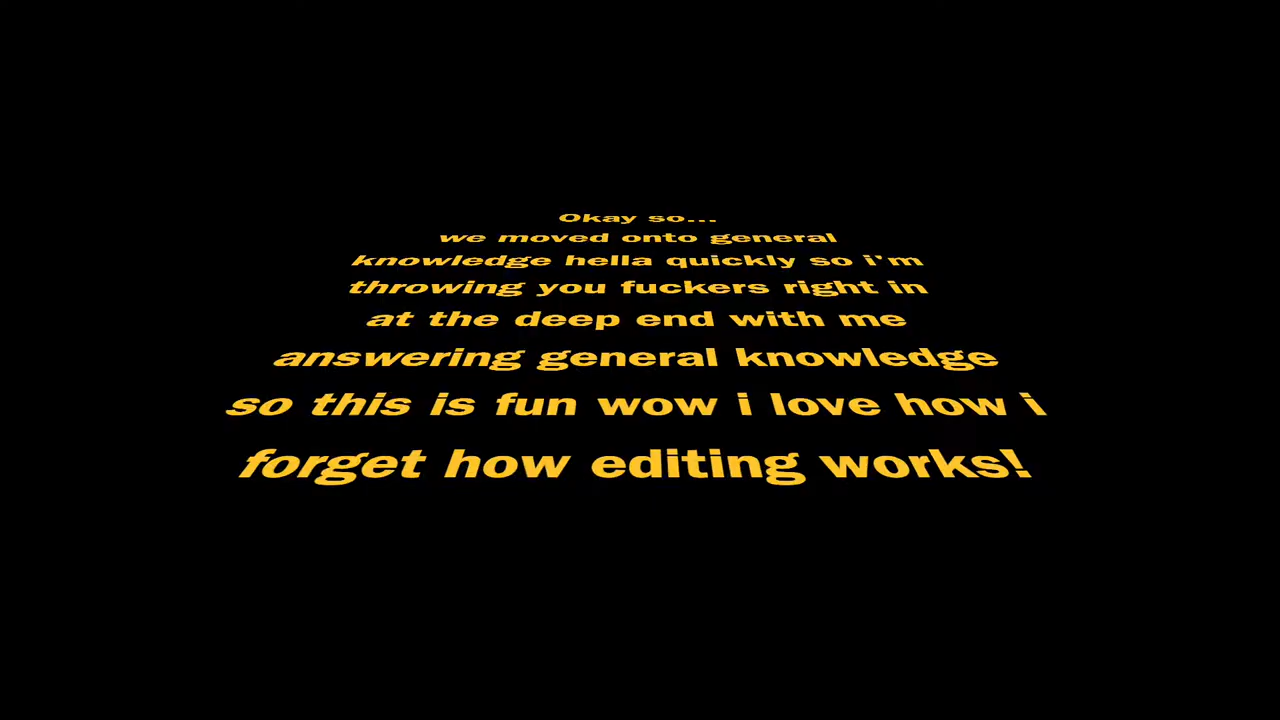 Okay so...
we moved onto general
knowledge hella quickly so i'm
throwing you fuckers right in
at the deep end with me
answering general knowledge
so this is fun wow i love how i
forget how editing works!